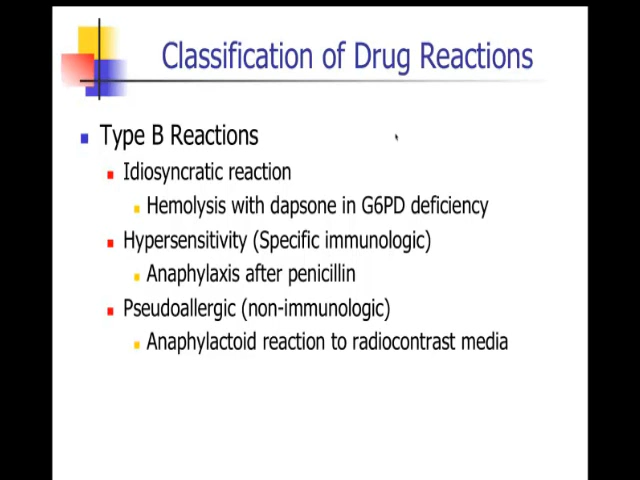 Classification of Drug Reactions
Type B Reactions
Idiosyncratic reaction
Hemolysis with dapsone in G6PD deficiency
Hypersensitivity (Specific immunologic)
Anaphylaxis after penicillin
Pseudoallergic (non-immunologic)
Anaphylactoid reaction to radiocontrast media